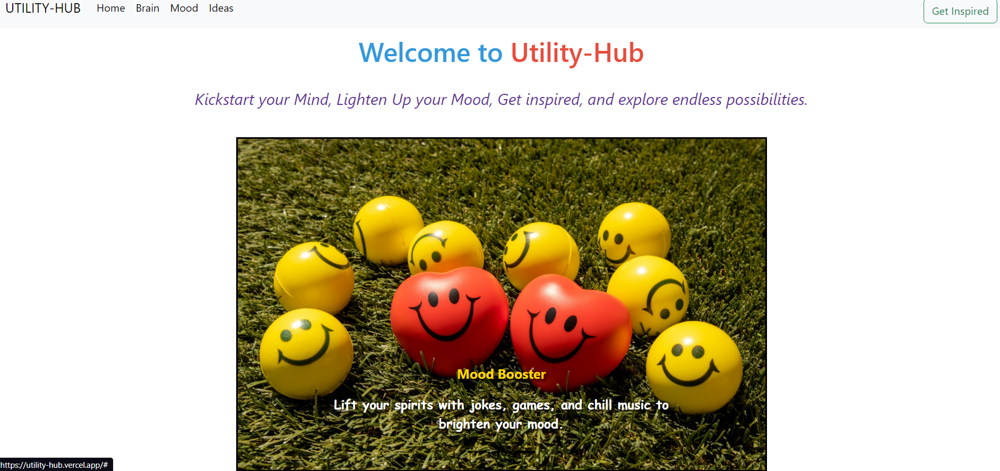 UTILITY-HUB Home Brain Mood Ideas Get Inspired
Welcome to Utility-Hub
Kickstart your Mind, Lighten Up your Mood, Get inspired, and explore endless possibilities.
Mood Booster
Lift your spirits with jokes, games, and chill music to
brighten your mood.
https://utility-hub.vercel.app/#